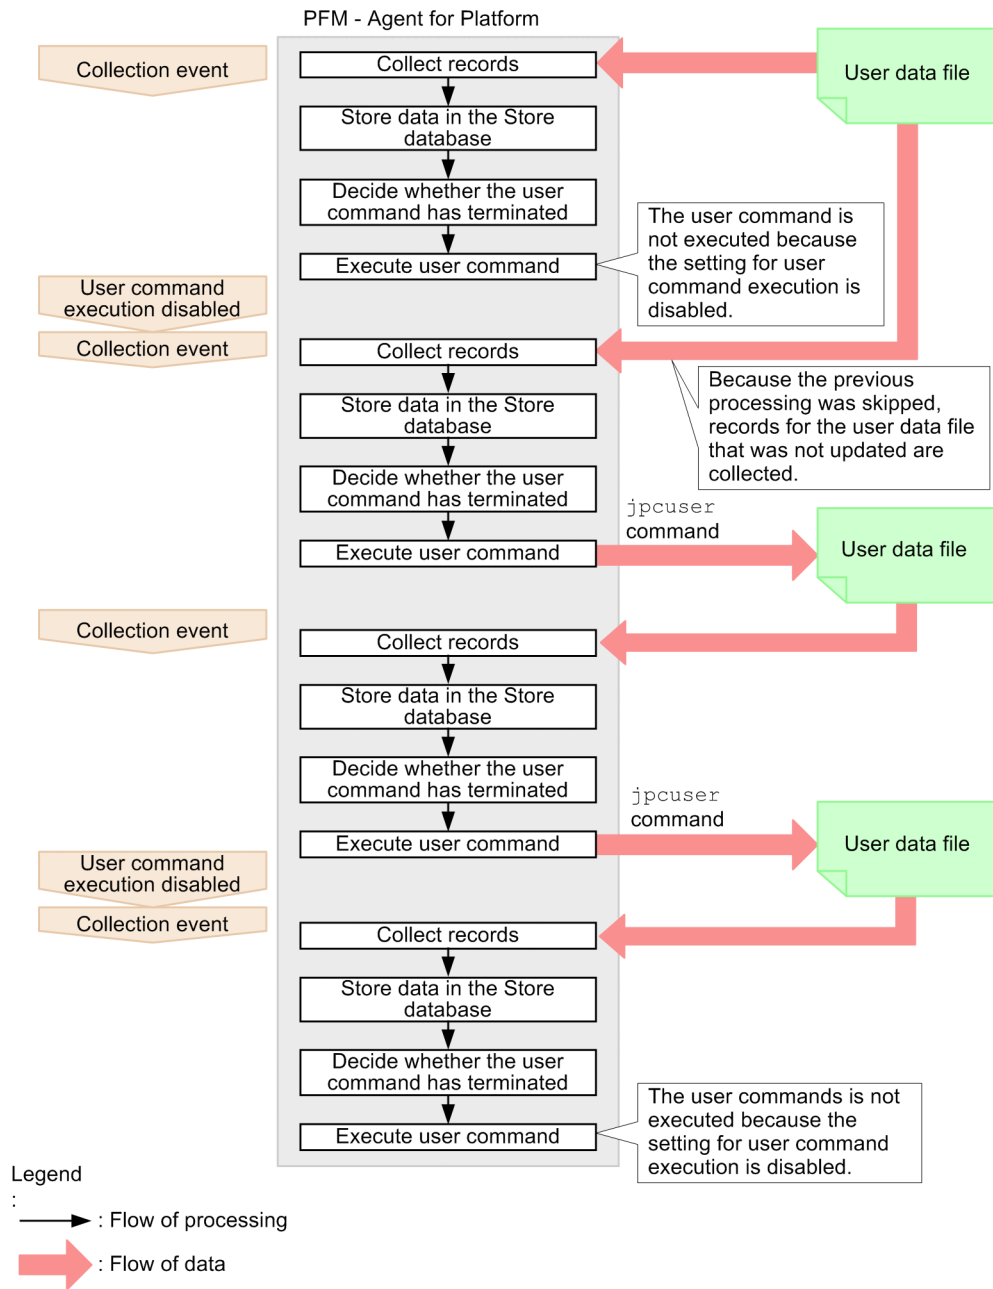 PFM - Agent for Platform
Collection event
Collect records
User data file
Store data in the Store
database
Decide whether the user
command has terminated
Execute user command
The user command is
not executed because
the setting for user
command execution is
disabled.
User command
execution disabled
Collection event
Collect records
Because the previous
processing was skipped,
records for the user data file
that was not updated are
collected.
Store data in the Store
database
Decide whether the user
command has terminated
Execute user command
jpcuser
command
User data file
Collection event
Collect records
Store data in the Store
database
Decide whether the user
command has terminated
Execute user command
jpcuser
command
User data file
User command
execution disabled
Collection event
Collect records
Store data in the Store
database
Decide whether the user
command has terminated
Execute user command
The user commands is not
executed because the
setting for user command
execution is disabled.
Legend
:
: Flow of processing
: Flow of data